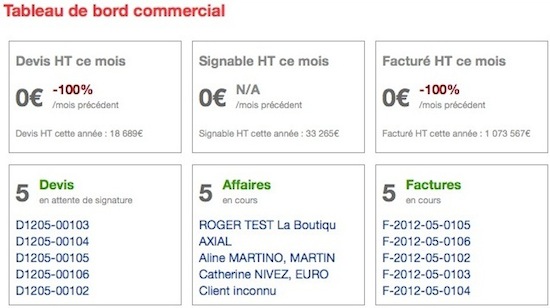 Tableau de bord commercial
Devis HT ce mois
0€ -100%
/mois précédent
Devis HT cette année : 18 689€
Signable HT ce mois
0€ N/A
/mois précédent
Signable HT cette année : 33 265€
Facturé HT ce mois
0€ -100%
/mois précédent
Facturé HT cette année : 1 073 567€
5 Devis
en attente de signature
D1205-00103
D1205-00104
D1205-00105
D1205-00106
D1205-00102
5 Affaires
en cours
ROGER TEST La Boutiqu
AXIAL
Aline MARTINO, MARTIN
Catherine NIVEZ, EURO
Client inconnu
5 Factures
en cours
F-2012-05-0105
F-2012-05-0106
F-2012-05-0102
F-2012-05-0103
F-2012-05-0104